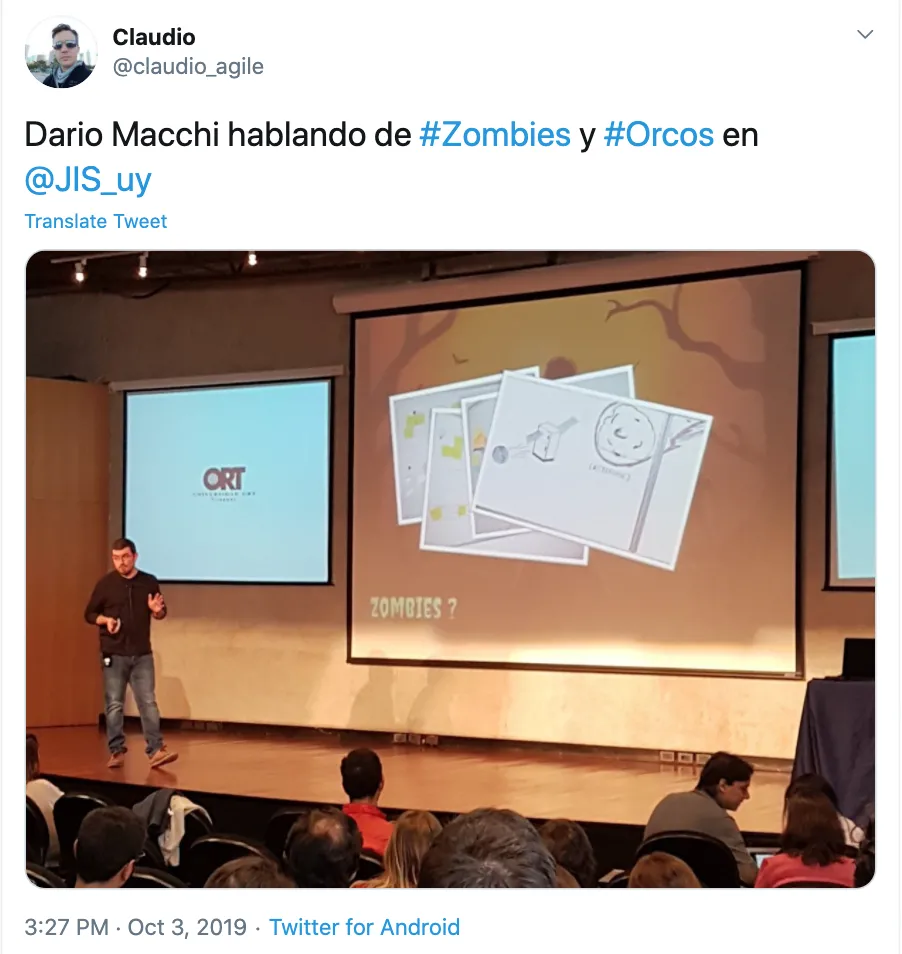 Claudio
@claudio_agile
Dario Macchi hablando de #Zombies y #Orcos en
@JIS_uy
Translate Tweet
ORT
ZOMBIES ?
3:27 PM · Oct 3, 2019 · Twitter for Android